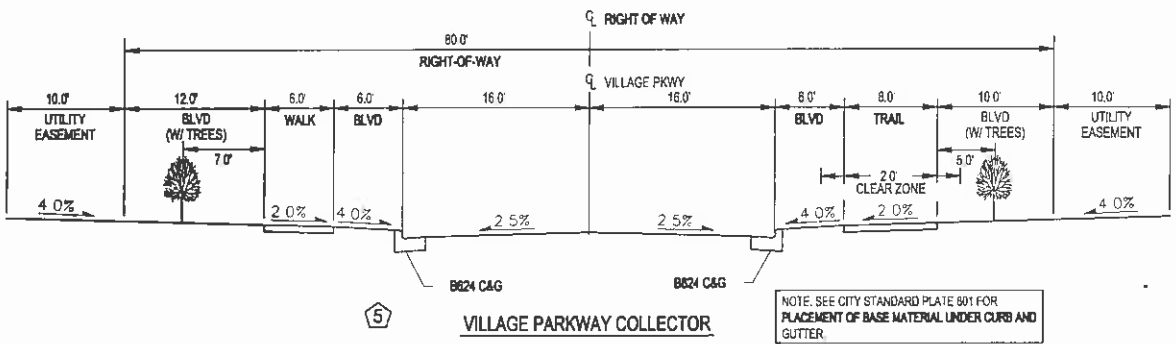 ℄ RIGHT OF WAY
80.0'
RIGHT-OF-WAY
℄ VILLAGE PKWY
10.0' 12.0' 6.0' 6.0' 16.0' 16.0' 6.0' 8.0' 10.0' 10.0'
UTILITY EASEMENT
BLVD (W/ TREES)
WALK
BLVD
BLVD
TRAIL
BLVD (W/ TREES)
UTILITY EASEMENT
7.0'
2.0'
CLEAR ZONE
5.0'
4.0% 2.0% 4.0% 2.5% 2.5% 4.0% 2.0% 4.0%
B624 C&G
B624 C&G
5
VILLAGE PARKWAY COLLECTOR
NOTE. SEE CITY STANDARD PLATE 601 FOR
PLACEMENT OF BASE MATERIAL UNDER CURB AND
GUTTER